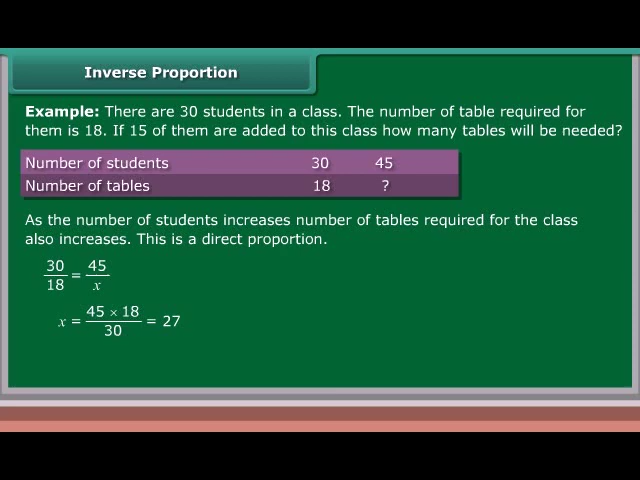 Inverse Proportion
Example: There are 30 students in a class. The number of table required for
them is 18. If 15 of them are added to this class how many tables will be needed?
Number of students 30 45
Number of tables 18 ?
As the number of students increases number of tables required for the class
also increases. This is a direct proportion.
30/18 = 45/x
x = 45 × 18/30 = 27